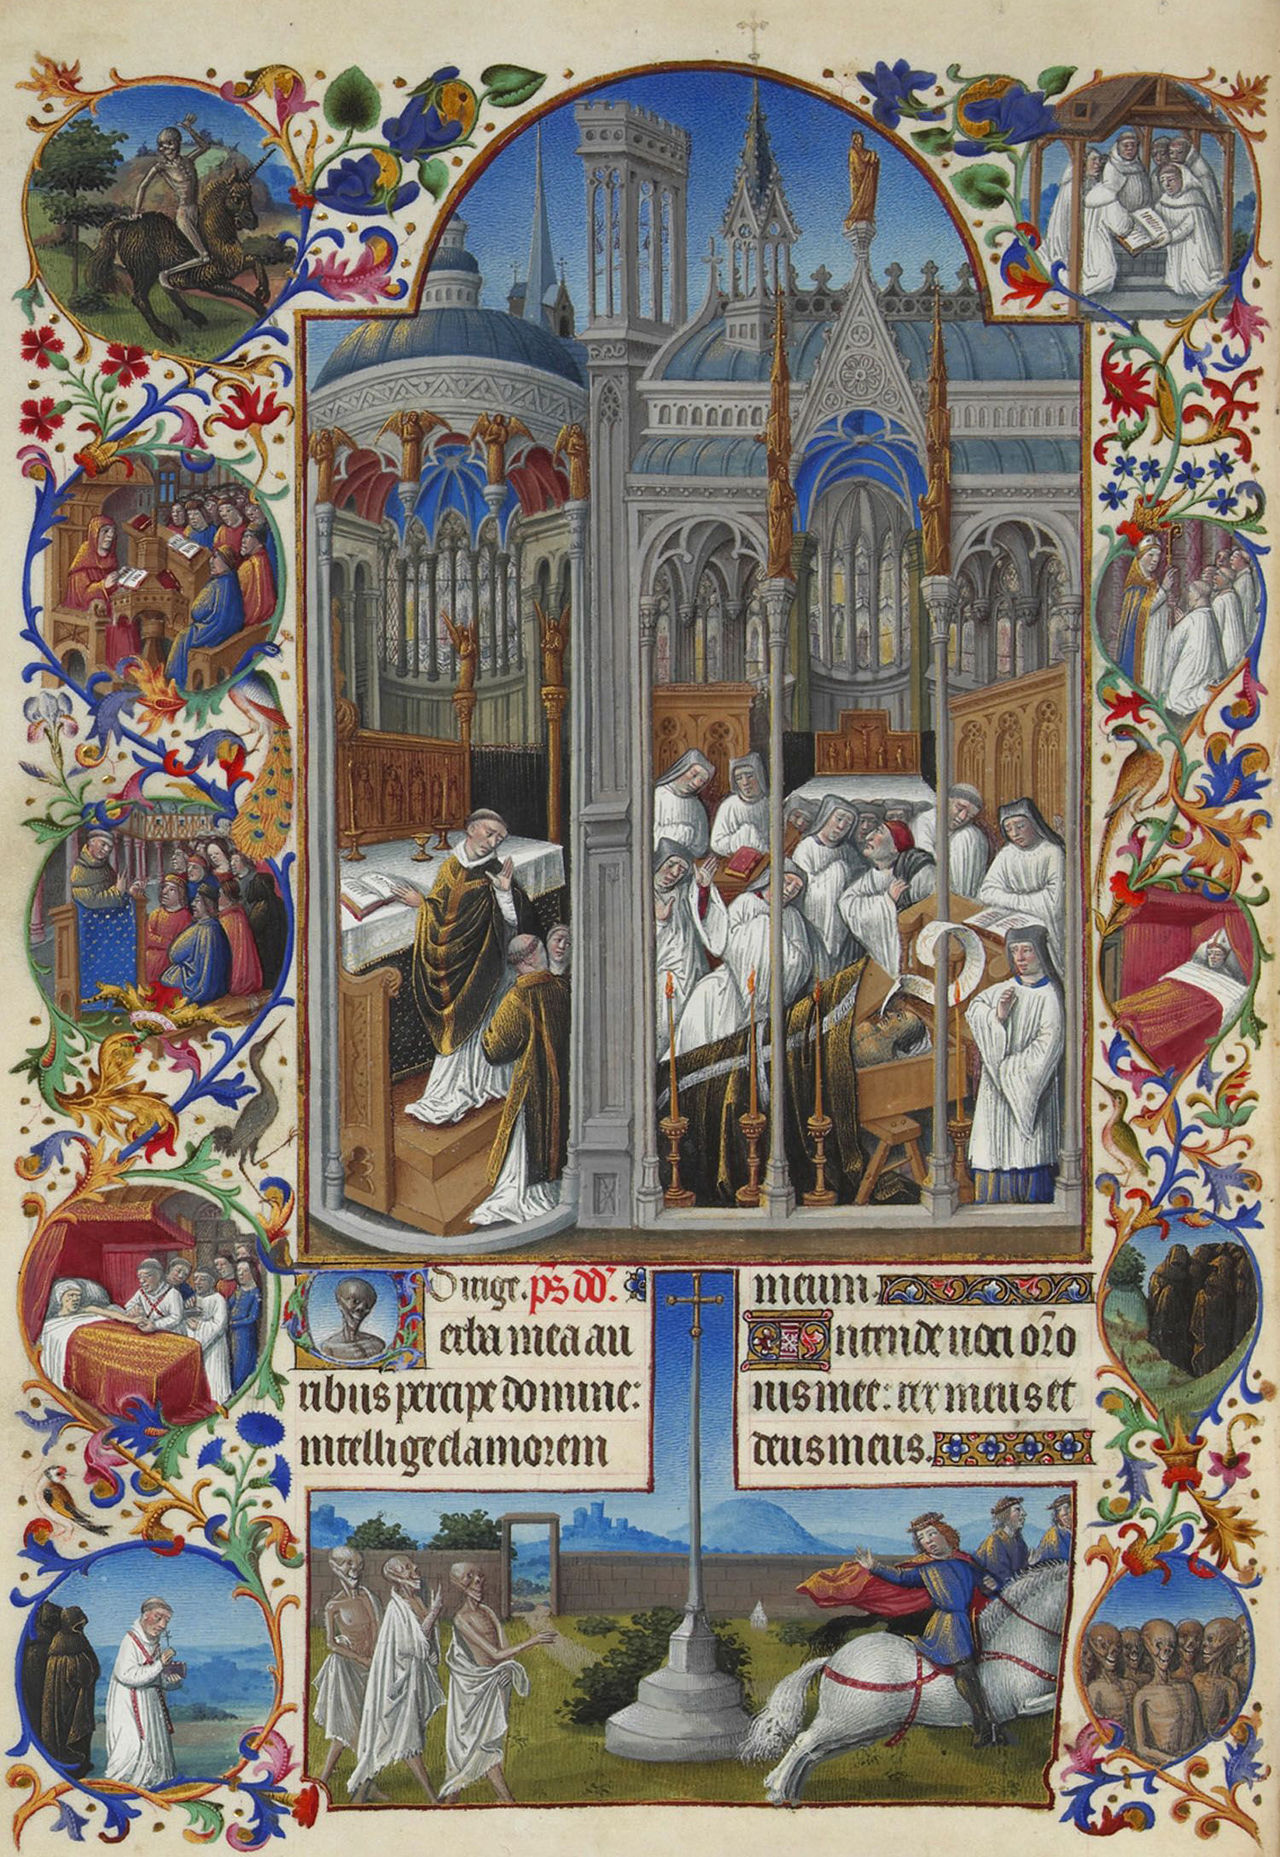 Dirige. ps dd.
Verba mea au
ribus percipe domine:
intellige clamorem
meum.
Intende voci oro
nis mee: rex meus et
deus meus.